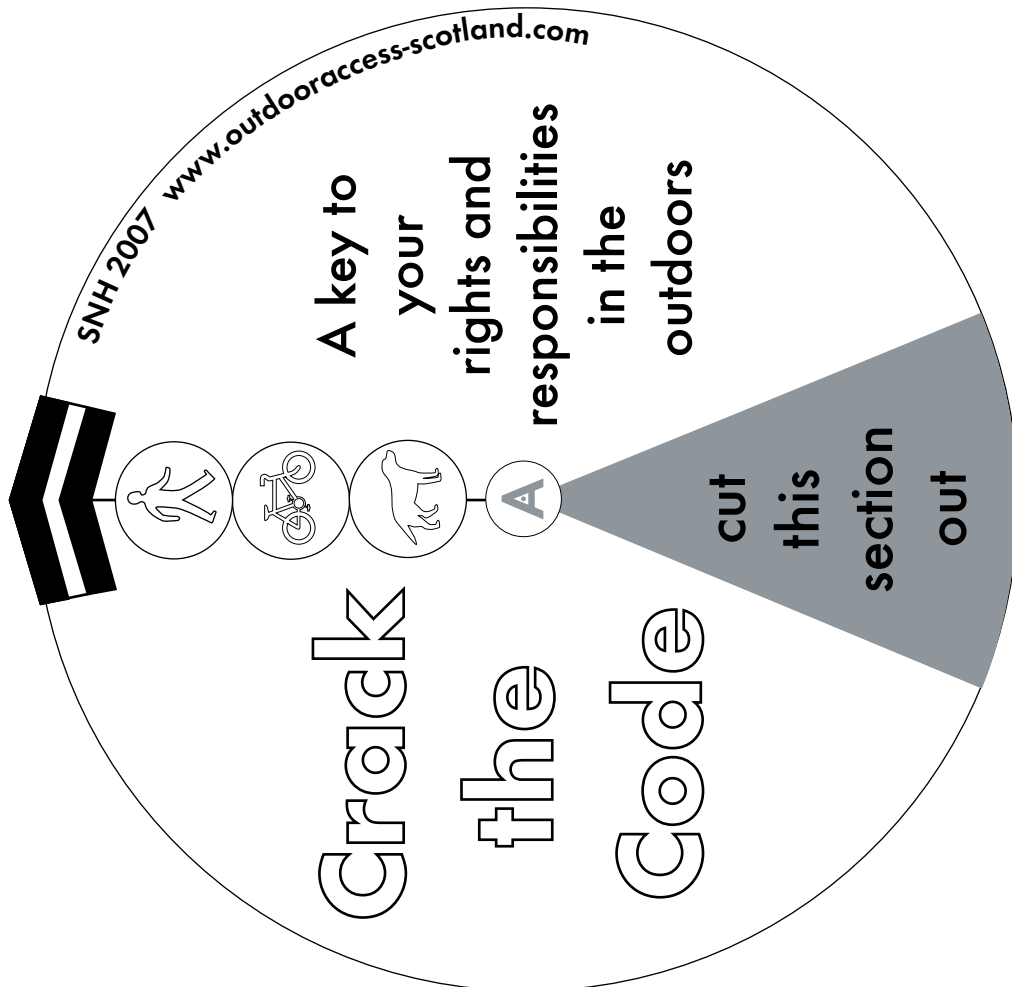 Crack
the
Code
A key to
your
rights and
responsibilities
in the
outdoors
SNH 2007 www.outdooraccess-scotland.com
A
cut
this
section
out